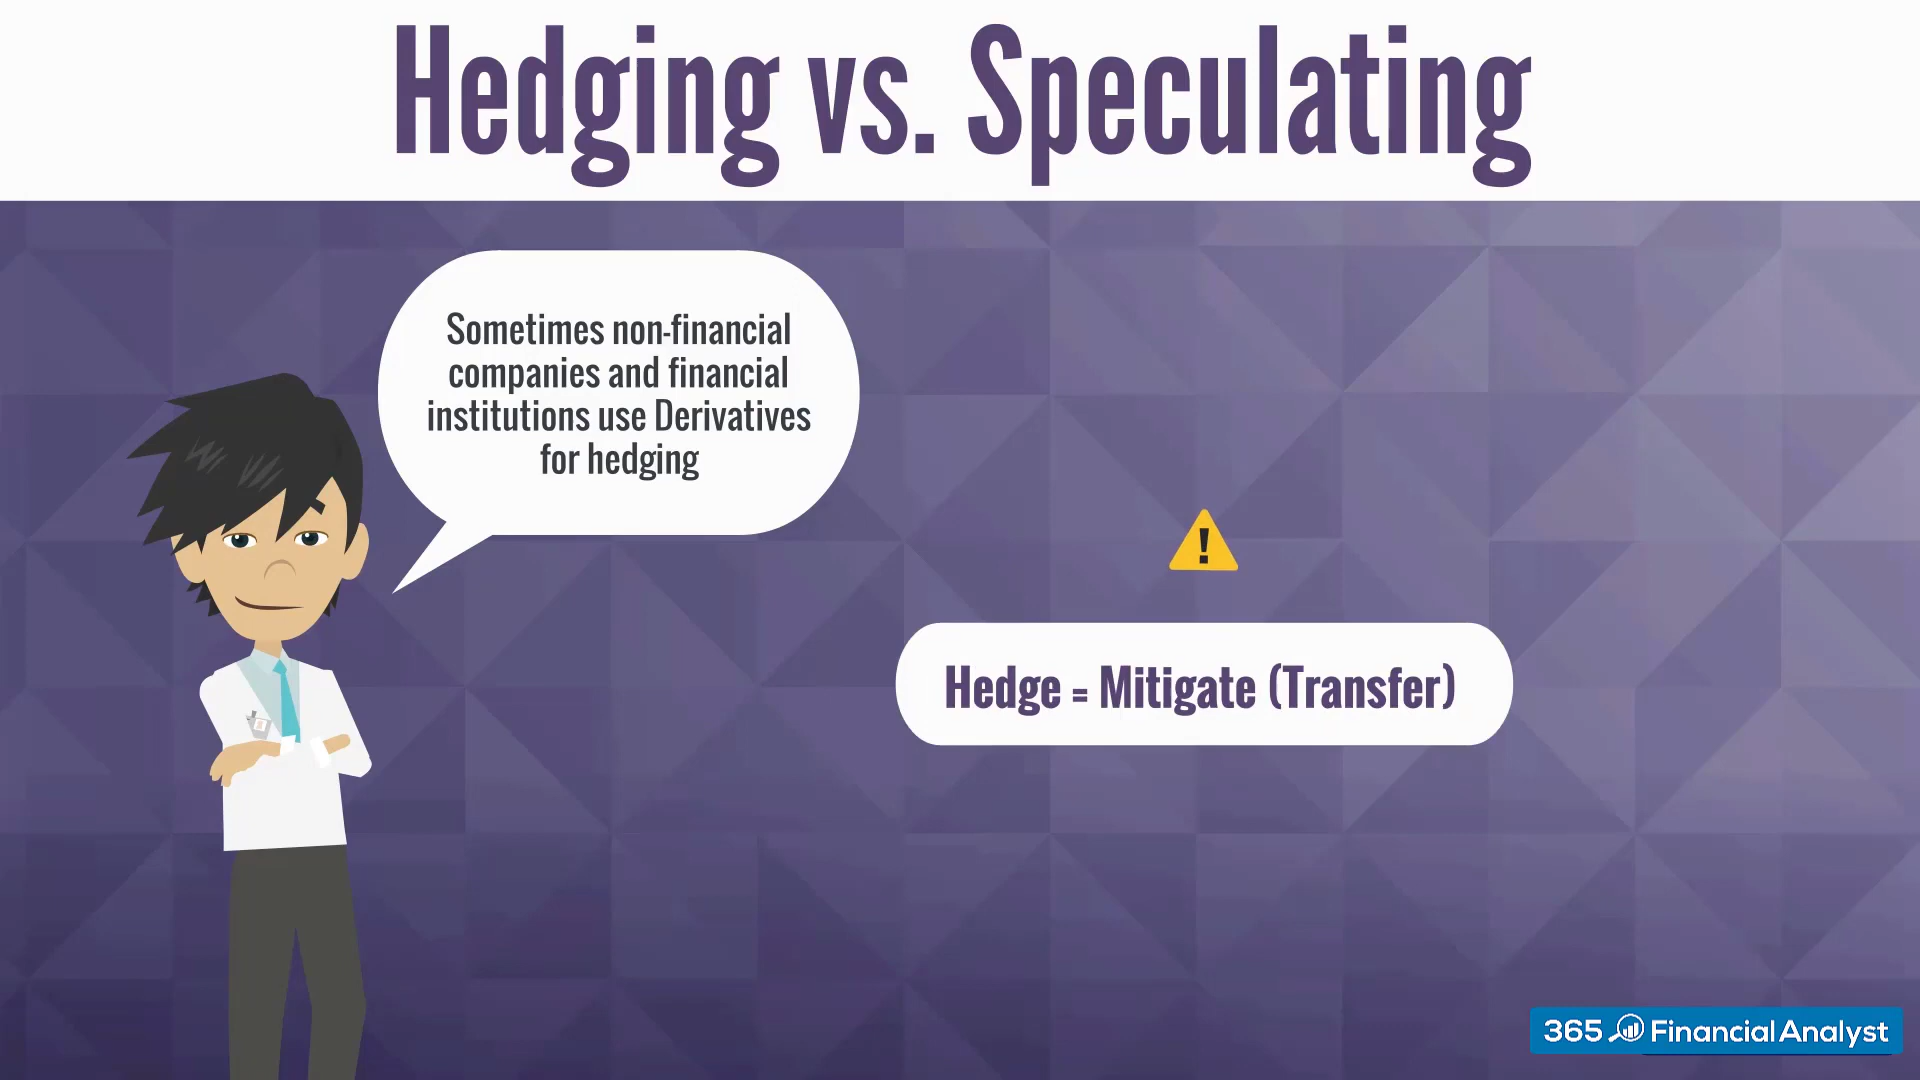 Hedging vs. Speculating
Sometimes non-financial
companies and financial
institutions use Derivatives
for hedging
!
Hedge = Mitigate (Transfer)
365 Financial Analyst